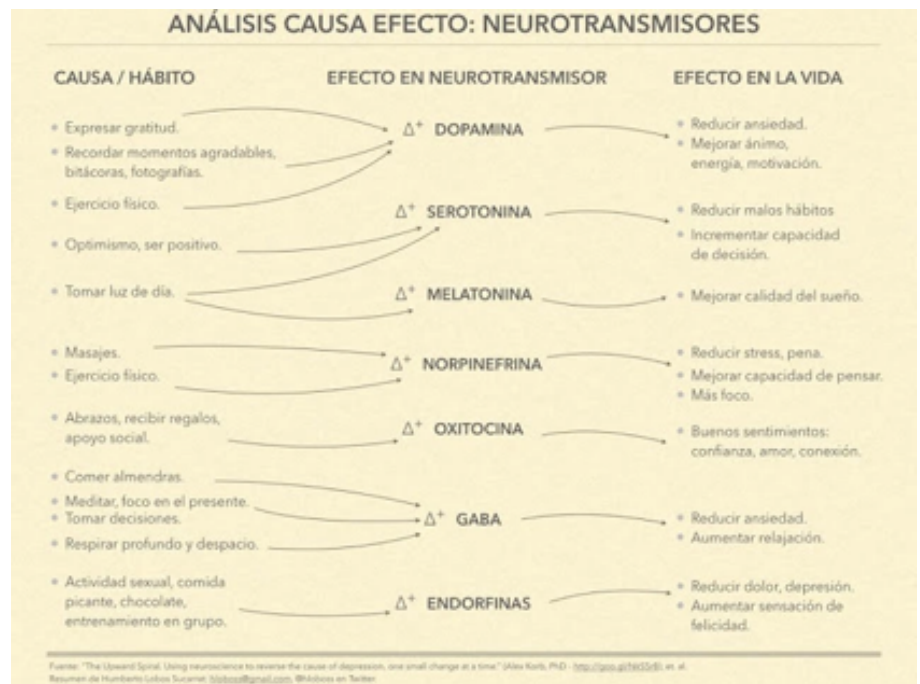 ANÁLISIS CAUSA EFECTO: NEUROTRANSMISORES
CAUSA / HÁBITO
EFECTO EN NEUROTRANSMISOR
EFECTO EN LA VIDA
• Expresar gratitud.
• Recordar momentos agradables,
bitácoras, fotografías.
• Ejercicio físico.
Δ+ DOPAMINA
• Reducir ansiedad.
• Mejorar ánimo,
energía, motivación.
• Optimismo, ser positivo.
Δ+ SEROTONINA
• Reducir malos hábitos
• Incrementar capacidad
de decisión.
• Tomar luz de día.
Δ+ MELATONINA
• Mejorar calidad del sueño.
• Masajes.
• Ejercicio físico.
Δ+ NORPINEFRINA
• Reducir stress, pena.
• Mejorar capacidad de pensar.
• Más foco.
• Abrazos, recibir regalos,
apoyo social.
Δ+ OXITOCINA
• Buenos sentimientos:
confianza, amor, conexión.
• Comer almendras.
• Meditar, foco en el presente.
• Tomar decisiones.
• Respirar profundo y despacio.
Δ+ GABA
• Reducir ansiedad.
• Aumentar relajación.
• Actividad sexual, comida
picante, chocolate,
entrenamiento en grupo.
Δ+ ENDORFINAS
• Reducir dolor, depresión.
• Aumentar sensación de
felicidad.
Fuente: "The Upward Spiral. Using neuroscience to reverse the cause of depression, one small change at a time." (Alex Korb, PhD - et. al.
Resumen de Humberto Lobos Sucarrat; @hloboss en Twitter